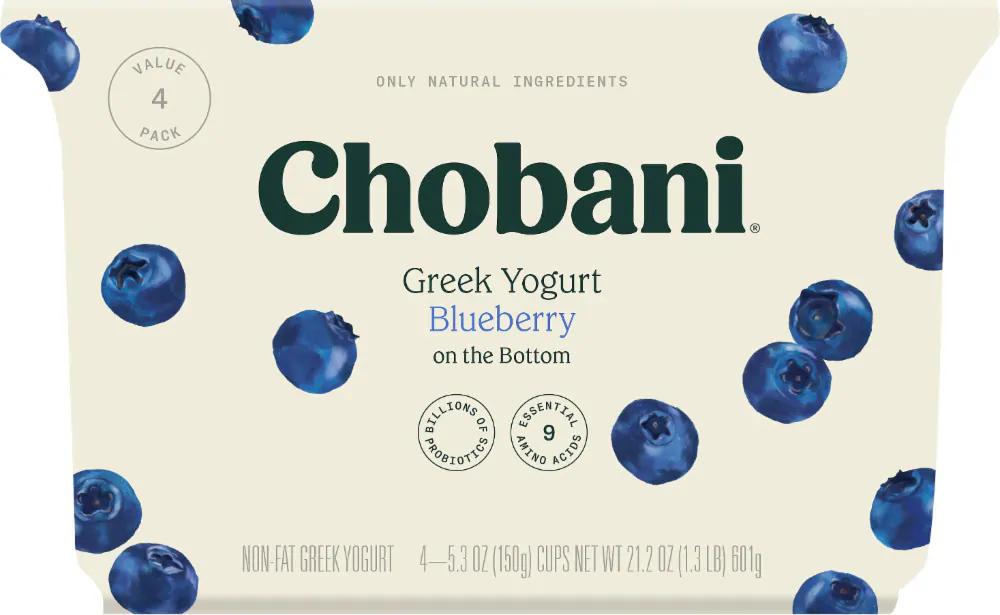 VALUE
4
PACK
ONLY NATURAL INGREDIENTS
Chobani®
Greek Yogurt
Blueberry
on the Bottom
BILLIONS OF PROBIOTICS
ESSENTIAL
9
AMINO ACIDS
NON-FAT GREEK YOGURT 4—5.3 OZ (150g) CUPS NET WT 21.2 OZ (1.3 LB) 601g